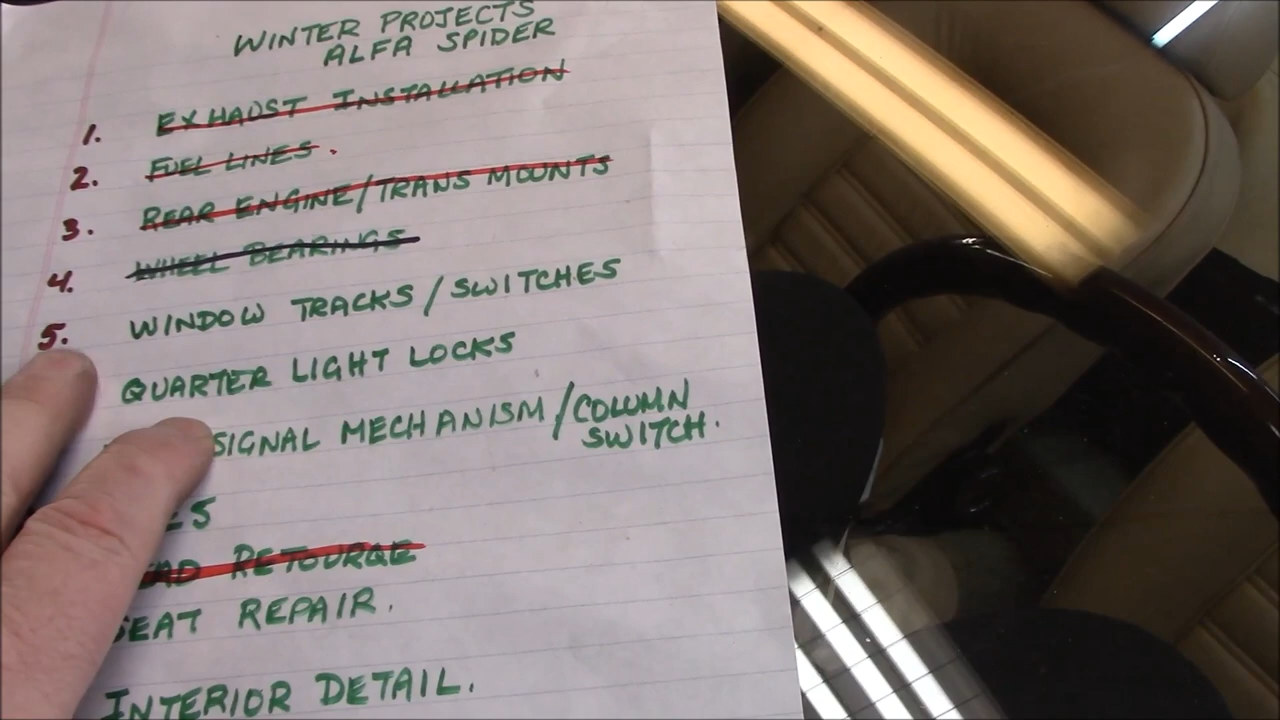 WINTER PROJECTS
ALFA SPIDER
1. EXHAUST INSTALLATION
2. FUEL LINES.
3. REAR ENGINE/TRANS MOUNTS
4. WHEEL BEARINGS
5. WINDOW TRACKS/SWITCHES
QUARTER LIGHT LOCKS
SIGNAL MECHANISM/COLUMN
SWITCH.
RETOURQE
SEAT REPAIR.
INTERIOR DETAIL.